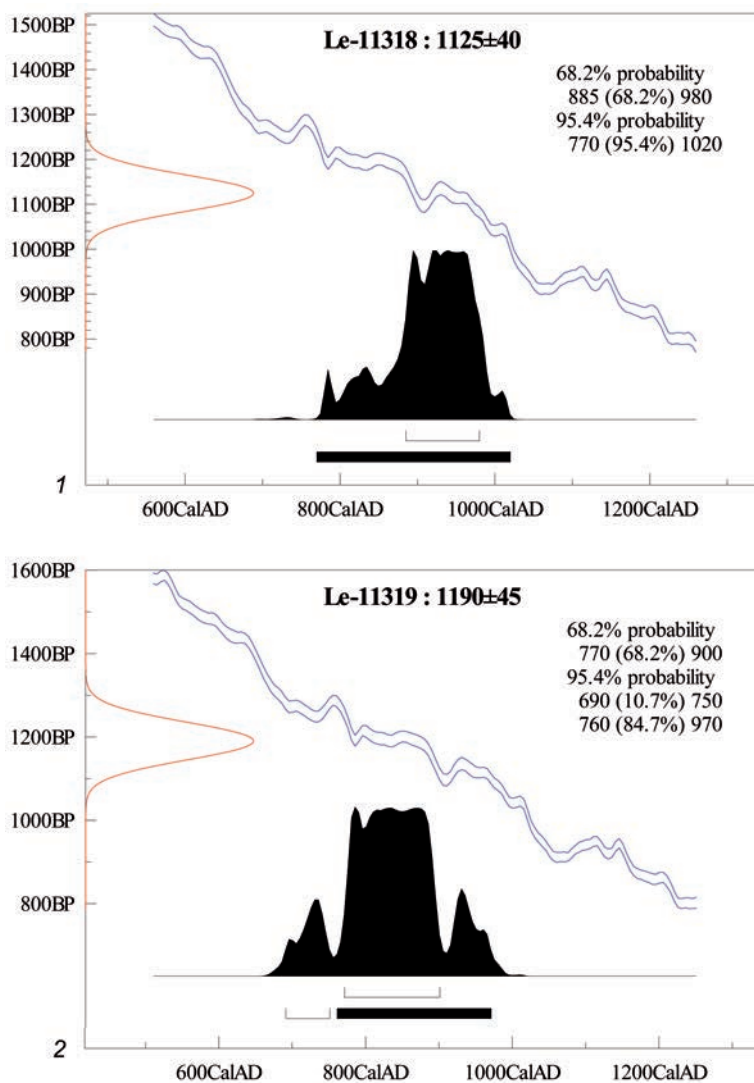 1500BP
1400BP
1300BP
1200BP
1100BP
1000BP
900BP
800BP
Le-11318 : 1125±40
68.2% probability
885 (68.2%) 980
95.4% probability
770 (95.4%) 1020
1
600CalAD 800CalAD 1000CalAD 1200CalAD
1600BP
1400BP
1200BP
1000BP
800BP
Le-11319 : 1190±45
68.2% probability
770 (68.2%) 900
95.4% probability
690 (10.7%) 750
760 (84.7%) 970
2
600CalAD 800CalAD 1000CalAD 1200CalAD